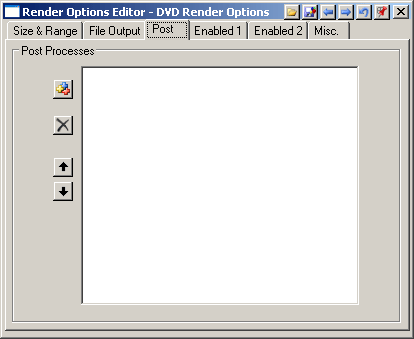 Render Options Editor - DVD Render Options
Size & Range File Output Post Enabled 1 Enabled 2 Misc.
Post Processes